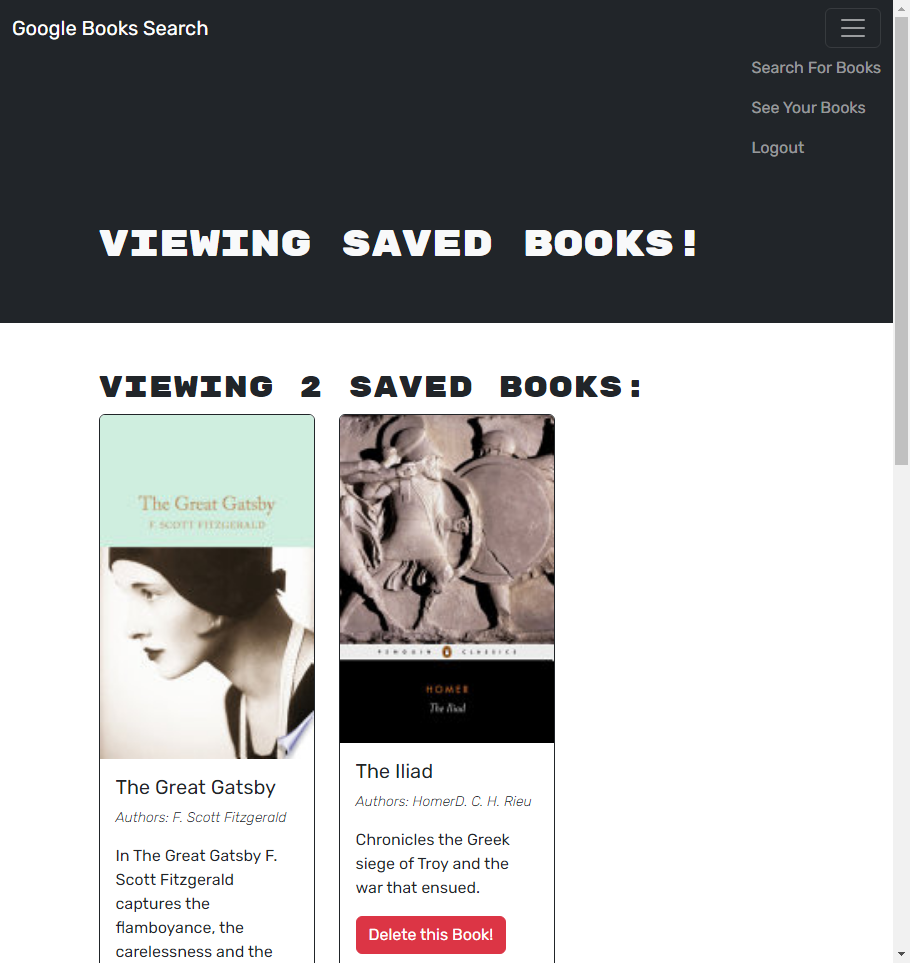 Google Books Search
Search For Books
See Your Books
Logout
VIEWING SAVED BOOKS!
VIEWING 2 SAVED BOOKS:
The Great Gatsby
F. SCOTT FITZGERALD
The Great Gatsby
Authors: F. Scott Fitzgerald
In The Great Gatsby F.
Scott Fitzgerald
captures the
flamboyance, the
carelessness and the
PENGUIN CLASSICS
HOMER
The Iliad
The Iliad
Authors: HomerD. C. H. Rieu
Chronicles the Greek
siege of Troy and the
war that ensued.
Delete this Book!